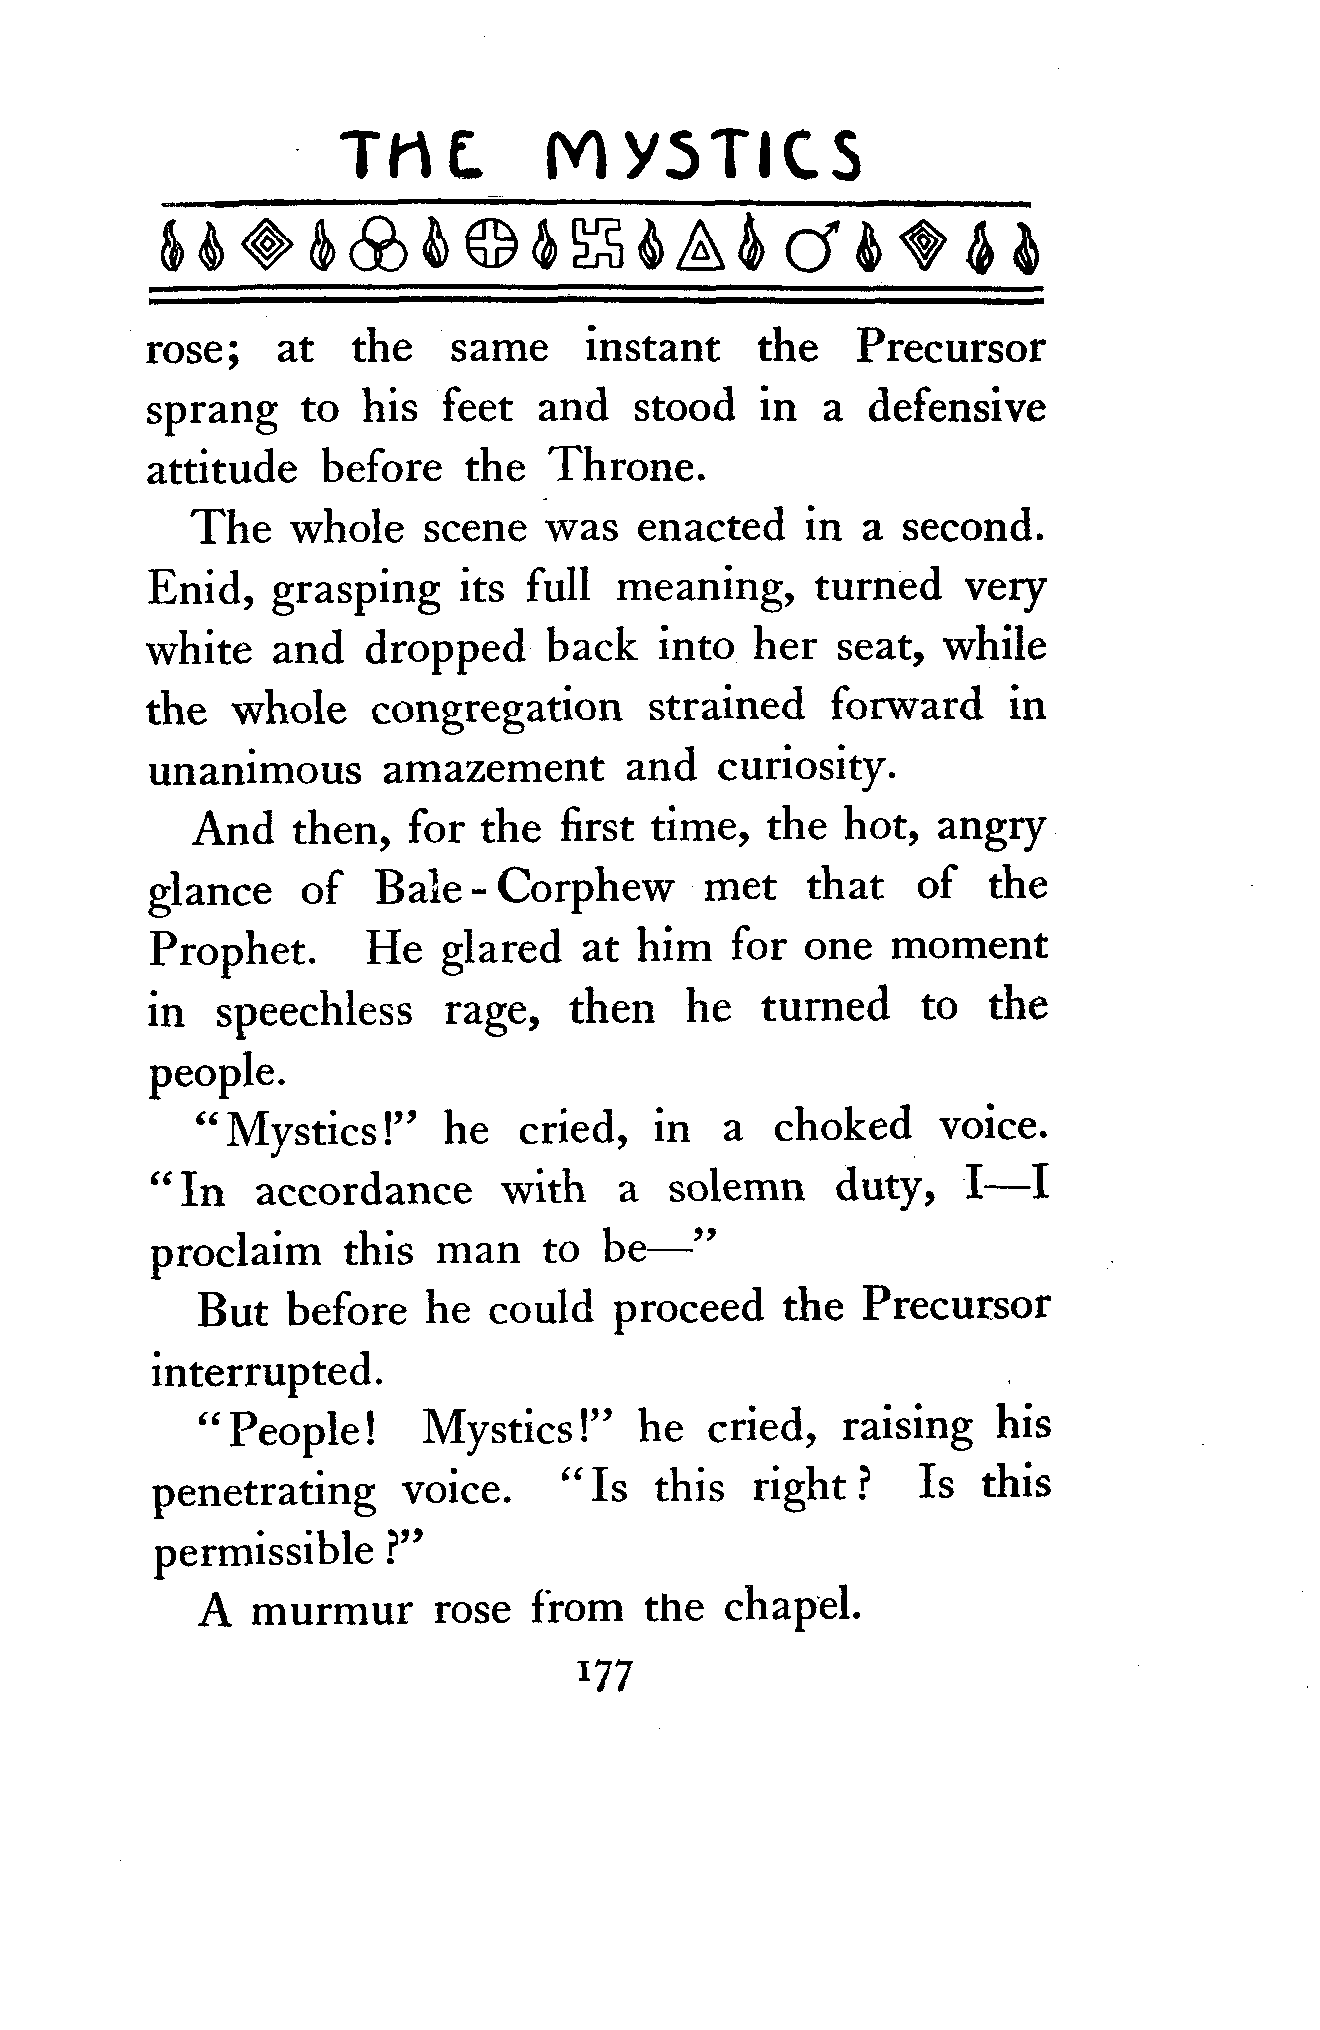 THE MYSTICS
rose; at the same instant the Precursor
sprang to his feet and stood in a defensive
attitude before the Throne.
The whole scene was enacted in a second.
Enid, grasping its full meaning, turned very
white and dropped back into her seat, while
the whole congregation strained forward in
unanimous amazement and curiosity.
And then, for the first time, the hot, angry
glance of Bale-Corphew met that of the
Prophet. He glared at him for one moment
in speechless rage, then he turned to the
people.
“Mystics!” he cried, in a choked voice.
“In accordance with a solemn duty, I—I
proclaim this man to be—”
But before he could proceed the Precursor
interrupted.
“People! Mystics!” he cried, raising his
penetrating voice. “Is this right? Is this
permissible?”
A murmur rose from the chapel.
177